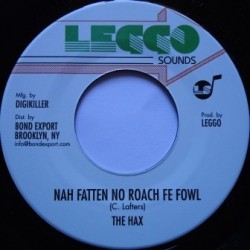 LEGGO
SOUNDS
Mfg. by
DIGIKILLER
Dist. by
BOND EXPORT
BROOKLYN, NY
info@bondexport.com
Prod. by
LEGGO
NAH FATTEN NO ROACH FE FOWL
(C. Lofters)
THE HAX